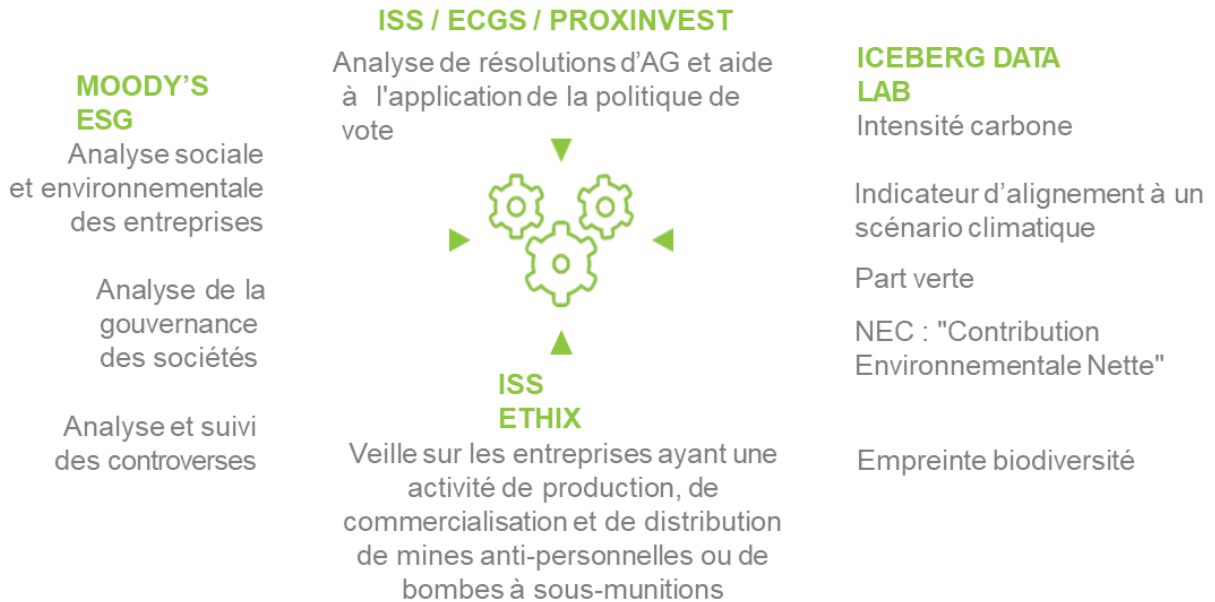 ISS / ECGS / PROXINVEST
Analyse de résolutions d'AG et aide
à l'application de la politique de
vote
MOODY'S
ESG
Analyse sociale
et environnementale
des entreprises
Analyse de la
gouvernance
des sociétés
Analyse et suivi
des controverses
ICEBERG DATA
LAB
Intensité carbone
Indicateur d'alignement à un
scénario climatique
Part verte
NEC : "Contribution
Environnementale Nette"
Empreinte biodiversité
ISS
ETHIX
Veille sur les entreprises ayant une
activité de production, de
commercialisation et de distribution
de mines anti-personnelles ou de
bombes à sous-munitions